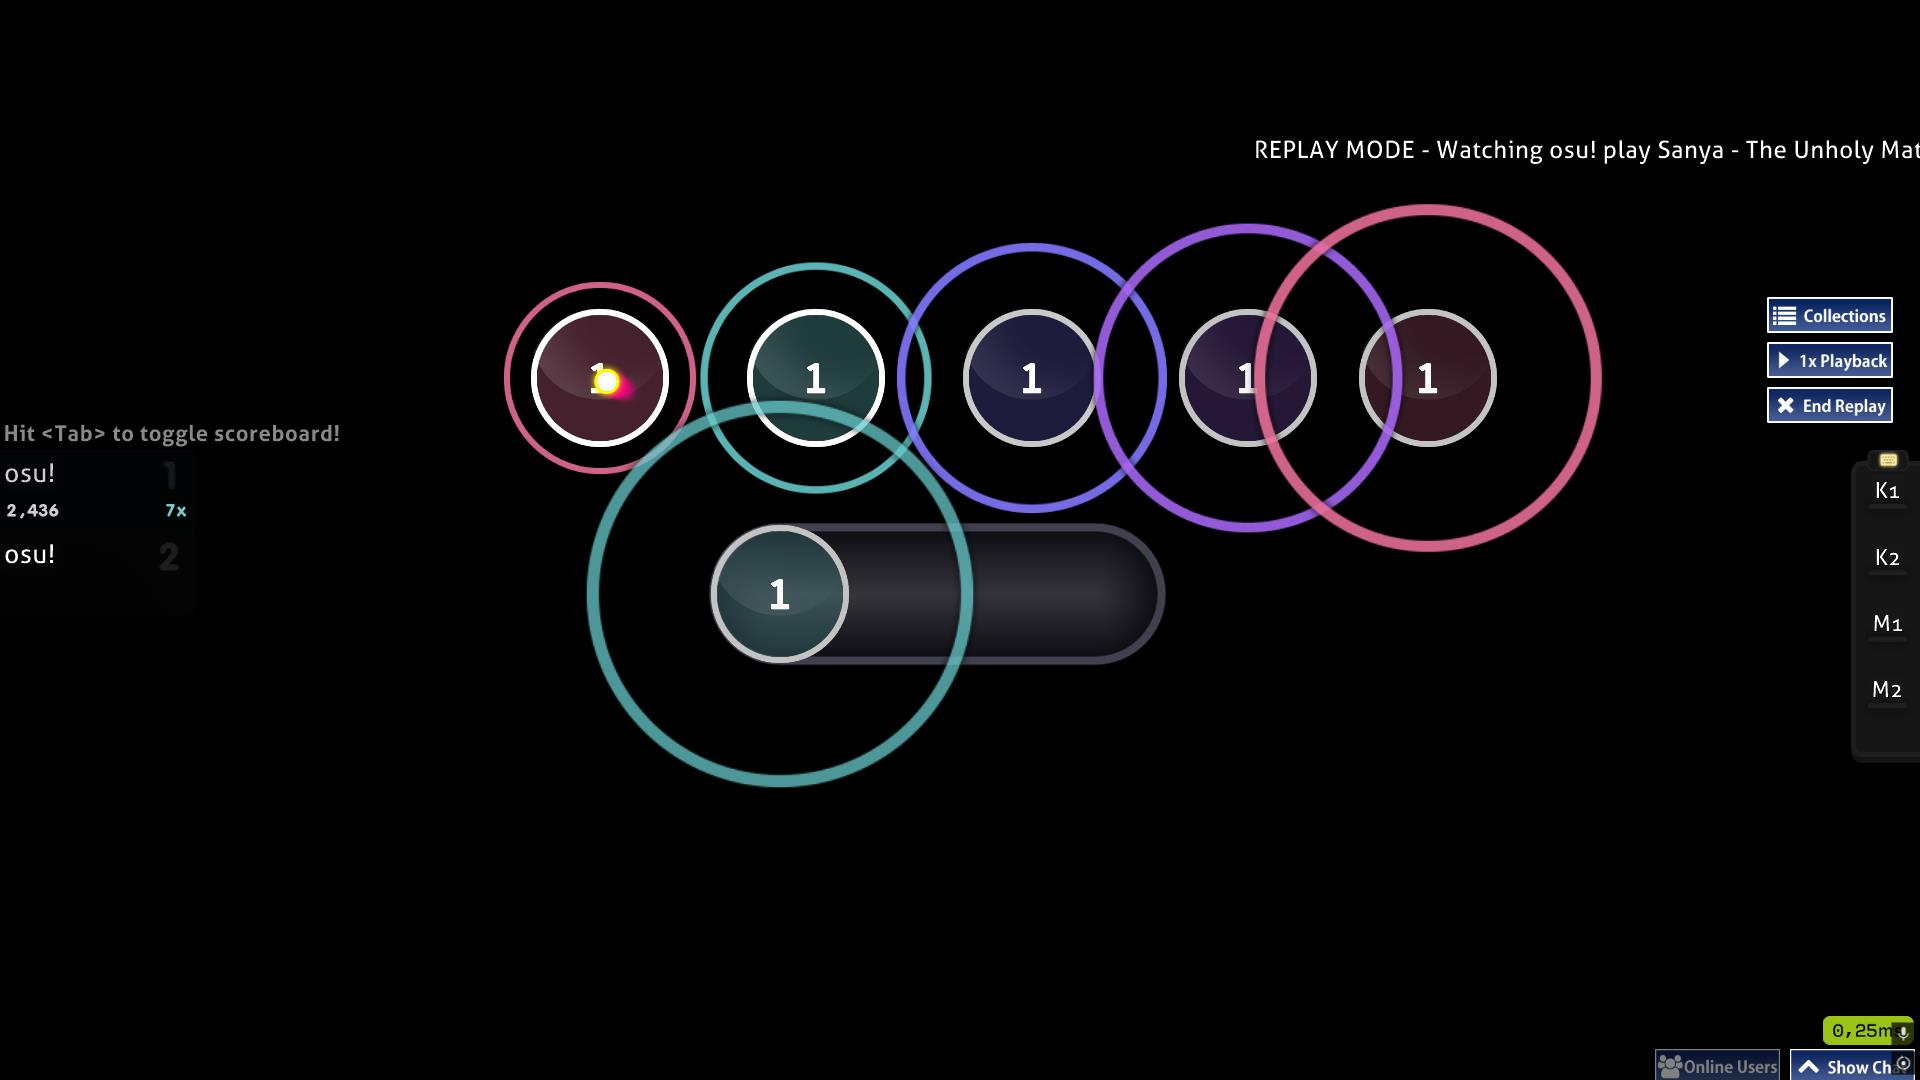 REPLAY MODE - Watching osu! play Sanya - The Unholy Mat
1 1 1 1 1
Collections
1x Playback
End Replay
Hit <Tab> to toggle scoreboard!
osu! 1
2,436 7x
osu! 2
1
K1
K2
M1
M2
0,25ms
Online Users
Show Cha